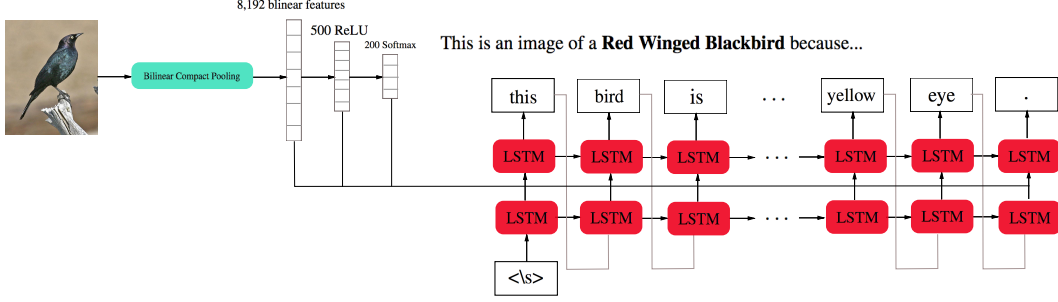 8,192 blinear features
500 ReLU
200 Softmax
Bilinear Compact Pooling
This is an image of a Red Winged Blackbird because...
this bird is ... yellow eye .
LSTM LSTM LSTM ... LSTM LSTM LSTM
LSTM LSTM LSTM ... LSTM LSTM LSTM
<\s>